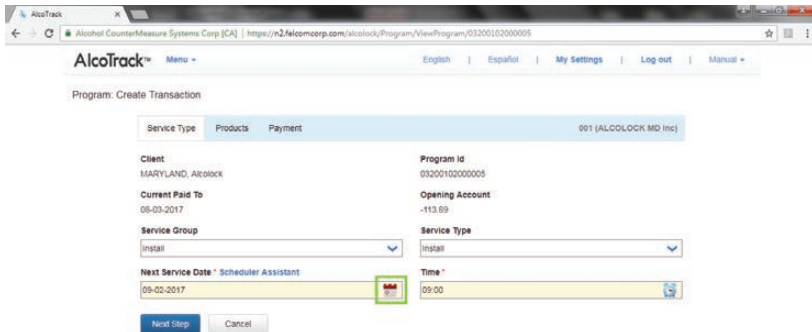 AlcoTrack
Alcohol CounterMeasure Systems Corp [CA] | https://n2.felcomcorp.com/alcolock/Program/ViewProgram/03200102000005
AlcoTrack™ Menu English | Español | My Settings | Log out | Manual
Program: Create Transaction
Service Type Products Payment 001 (ALCOLOCK MD Inc)
Client Program Id
MARYLAND, Alcolock 03200102000005
Current Paid To Opening Account
08-03-2017 -113.69
Service Group Service Type
Install Install
Next Service Date * Scheduler Assistant Time *
09-02-2017 09:00
Next Step Cancel